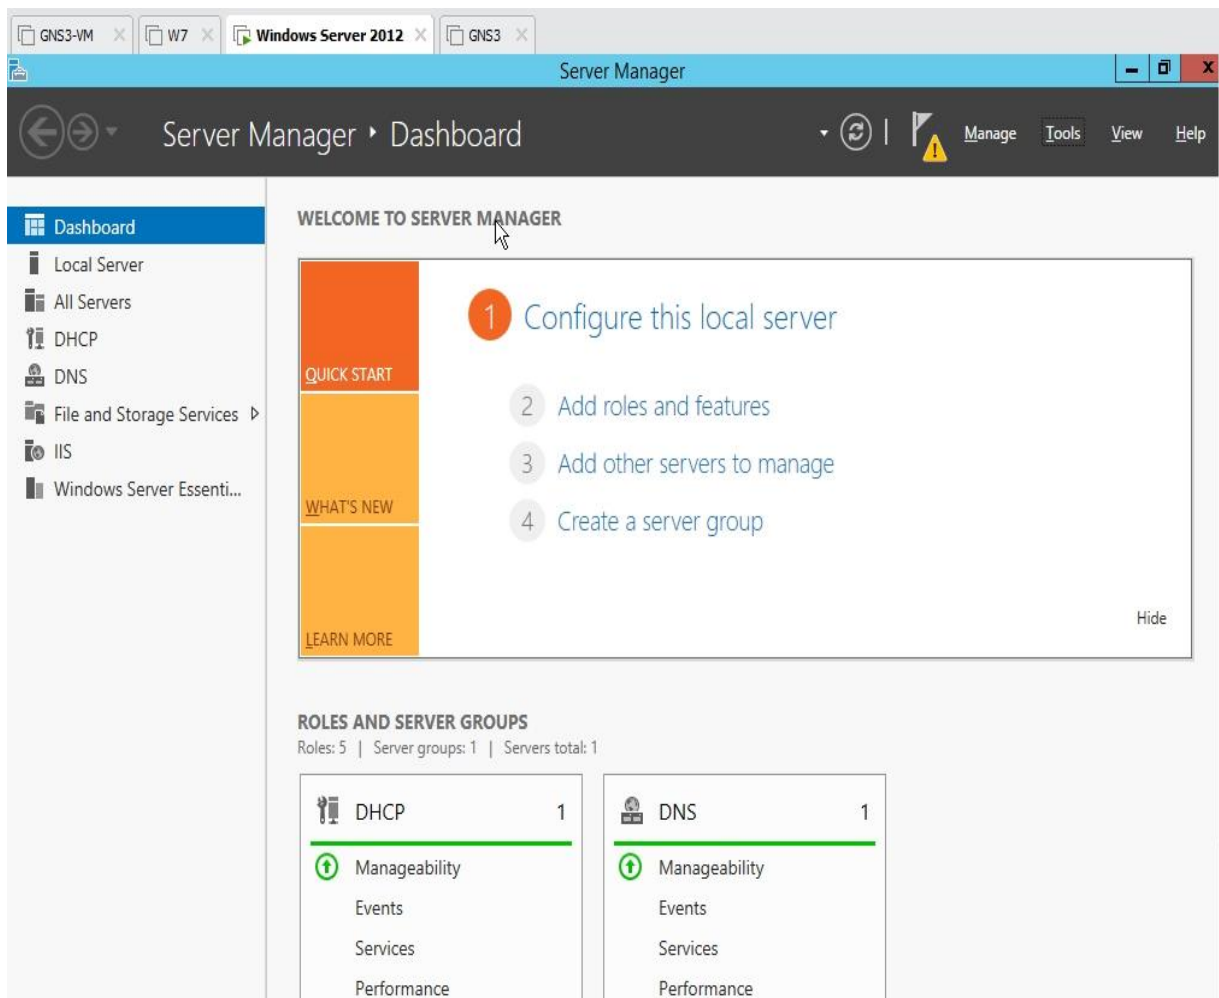 GNS3-VM W7 Windows Server 2012 GNS3
Server Manager
Server Manager Dashboard
Manage Tools View Help
Dashboard
Local Server
All Servers
DHCP
DNS
File and Storage Services
IIS
Windows Server Essenti...
WELCOME TO SERVER MANAGER
QUICK START
WHAT'S NEW
LEARN MORE
1 Configure this local server
2 Add roles and features
3 Add other servers to manage
4 Create a server group
Hide
ROLES AND SERVER GROUPS
Roles: 5 | Server groups: 1 | Servers total: 1
DHCP 1
Manageability
Events
Services
Performance
DNS 1
Manageability
Events
Services
Performance